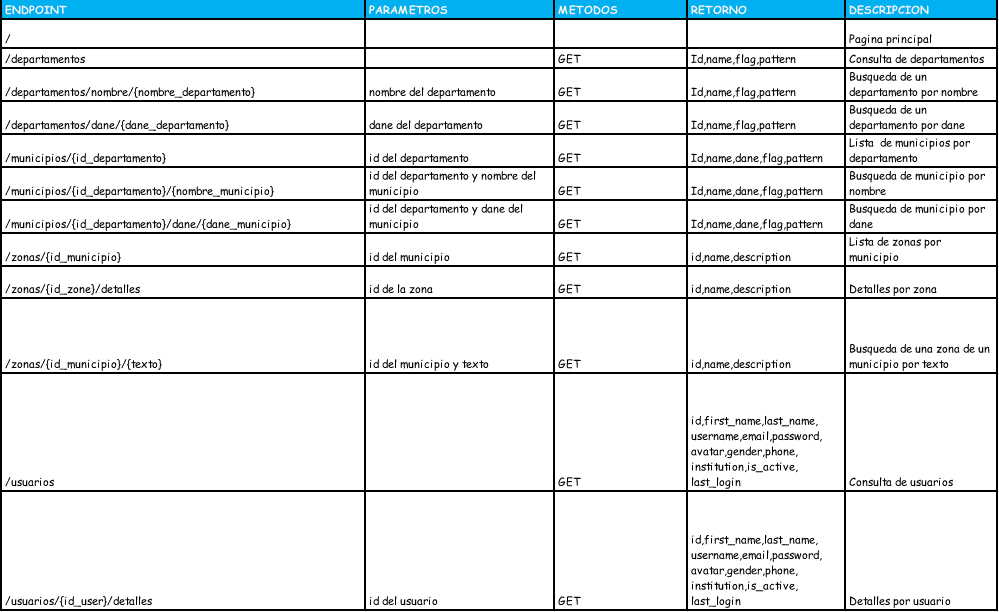 ENDPOINT PARAMETROS METODOS RETORNO DESCRIPCION
/ Pagina principal
/departamentos GET Id,name,flag,pattern Consulta de departamentos
Busqueda de un
/departamentos/nombre/{nombre_departamento} nombre del departamento GET Id,name,flag,pattern departamento por nombre
Busqueda de un
/departamentos/dane/{dane_departamento} dane del departamento GET Id,name,flag,pattern departamento por dane
Lista de municipios por
/municipios/{id_departamento} id del departamento GET Id,name,dane,flag,pattern departamento
id del departamento y nombre del Busqueda de municipio por
/municipios/{id_departamento}/{nombre_municipio} municipio GET Id,name,dane,flag,pattern nombre
id del departamento y dane del Busqueda de municipio por
/municipios/{id_departamento}/dane/{dane_municipio} municipio GET Id,name,dane,flag,pattern dane
Lista de zonas por
/zonas/{id_municipio} id del municipio GET id,name,description municipio
/zonas/{id_zone}/detalles id de la zona GET id,name,description Detalles por zona
Busqueda de una zona de un
/zonas/{id_municipio}/{texto} id del municipio y texto GET id,name,description municipio por texto
id,first_name,last_name,
username,email,password,
avatar,gender,phone,
institution,is_active,
/usuarios GET last_login Consulta de usuarios
id,first_name,last_name,
username,email,password,
avatar,gender,phone,
institution,is_active,
/usuarios/{id_user}/detalles id del usuario GET last_login Detalles por usuario